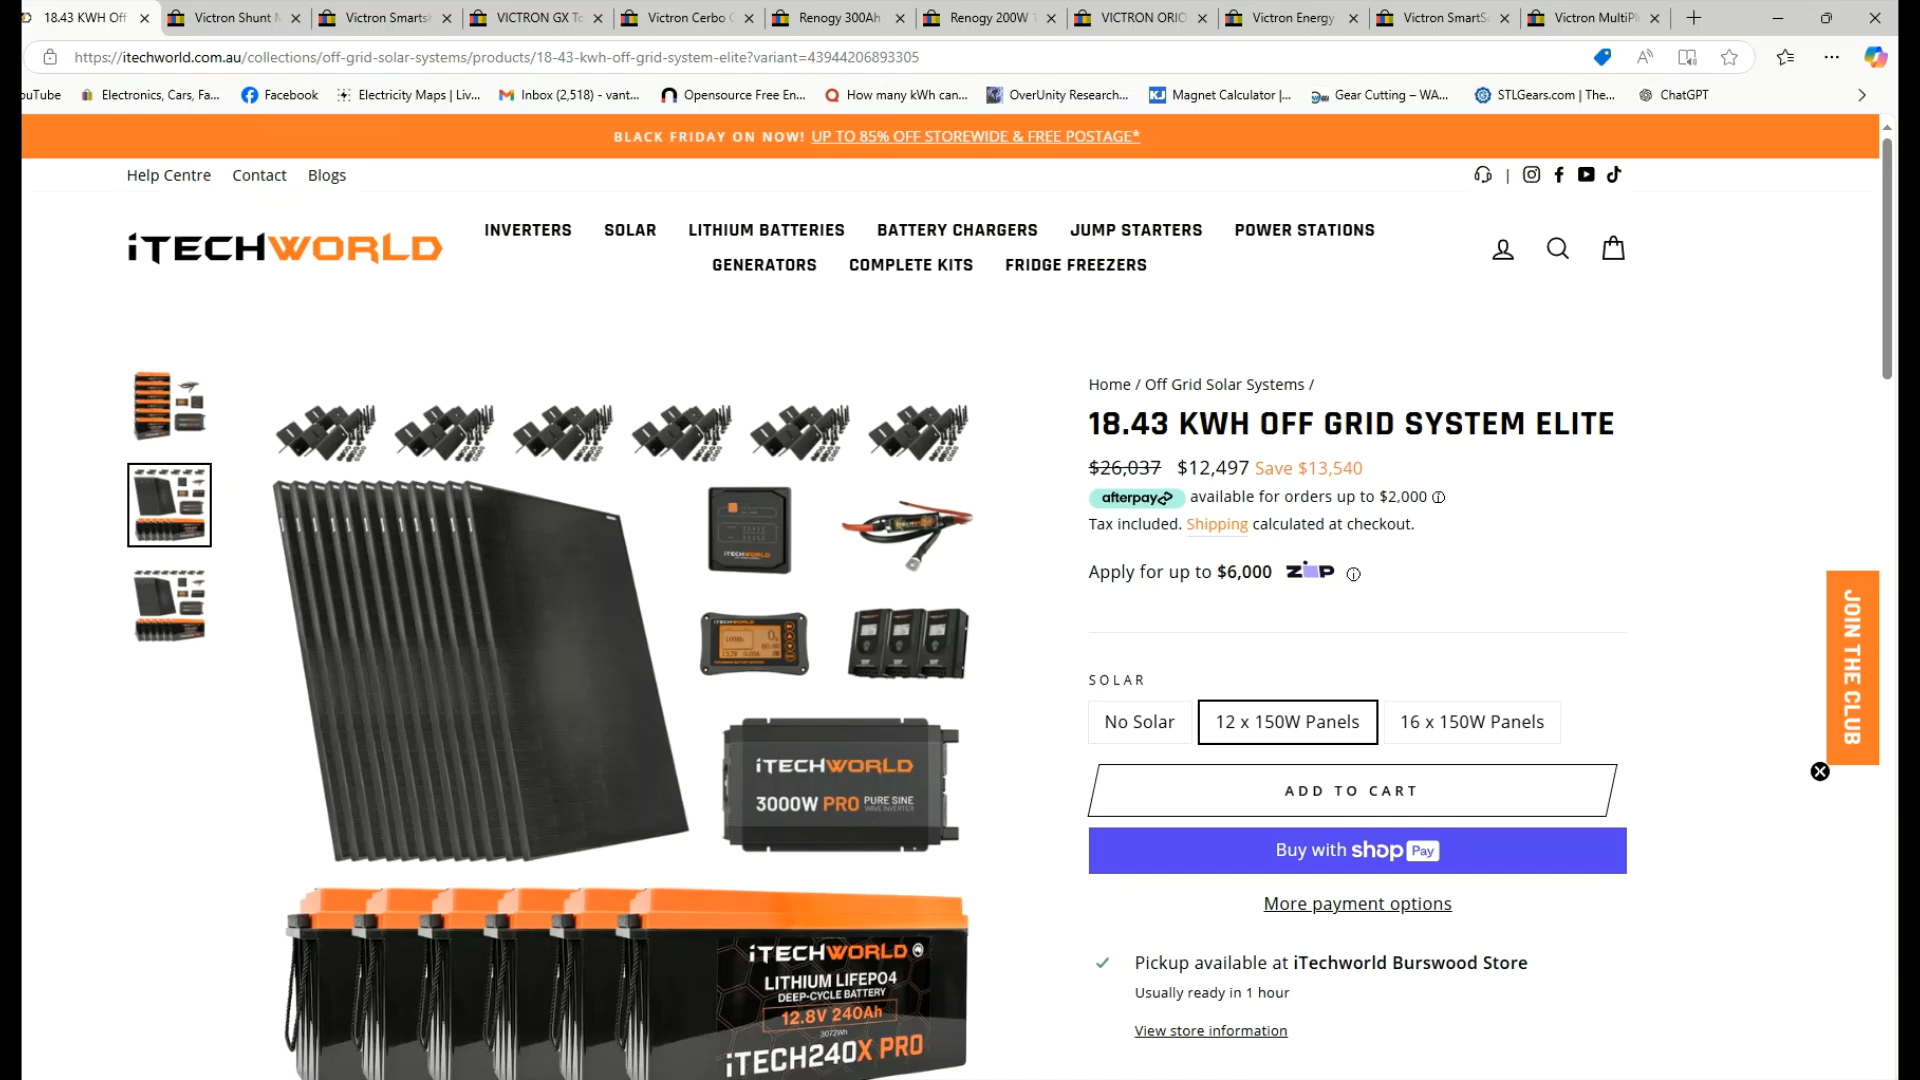 18.43 KWH Off
Victron Shunt M
Victron Smarts
VICTRON GX To
Victron Cerbo G
Renogy 300Ah
Renogy 200W 1
VICTRON ORIO
Victron Energy
Victron SmartS
Victron MultiPl
https://itechworld.com.au/collections/off-grid-solar-systems/products/18-43-kwh-off-grid-system-elite?variant=43944206893305
ouTube
Electronics, Cars, Fa...
Facebook
Electricity Maps | Liv...
Inbox (2,518) - vant...
Opensource Free En...
How many kWh can...
OverUnity Research...
Magnet Calculator |...
Gear Cutting – WA...
STLGears.com | The...
ChatGPT
BLACK FRIDAY ON NOW! UP TO 85% OFF STOREWIDE & FREE POSTAGE*
Help Centre Contact Blogs
iTECHWORLD
INVERTERS SOLAR LITHIUM BATTERIES BATTERY CHARGERS JUMP STARTERS POWER STATIONS
GENERATORS COMPLETE KITS FRIDGE FREEZERS
Home / Off Grid Solar Systems /
18.43 KWH OFF GRID SYSTEM ELITE
$26,037 $12,497 Save $13,540
afterpay available for orders up to $2,000
Tax included. Shipping calculated at checkout.
Apply for up to $6,000 ZIP
SOLAR
No Solar
12 x 150W Panels
16 x 150W Panels
ADD TO CART
Buy with shop Pay
More payment options
Pickup available at iTechworld Burswood Store
Usually ready in 1 hour
View store information
JOIN THE CLUB
iTECHWORLD
iTECHWORLD
iTECHWORLD
3000W PRO PURE SINE
WAVE INVERTER
iTECHWORLD
LITHIUM LIFEPO4
DEEP-CYCLE BATTERY
12.8V 240Ah
3072Wh
iTECH240X PRO